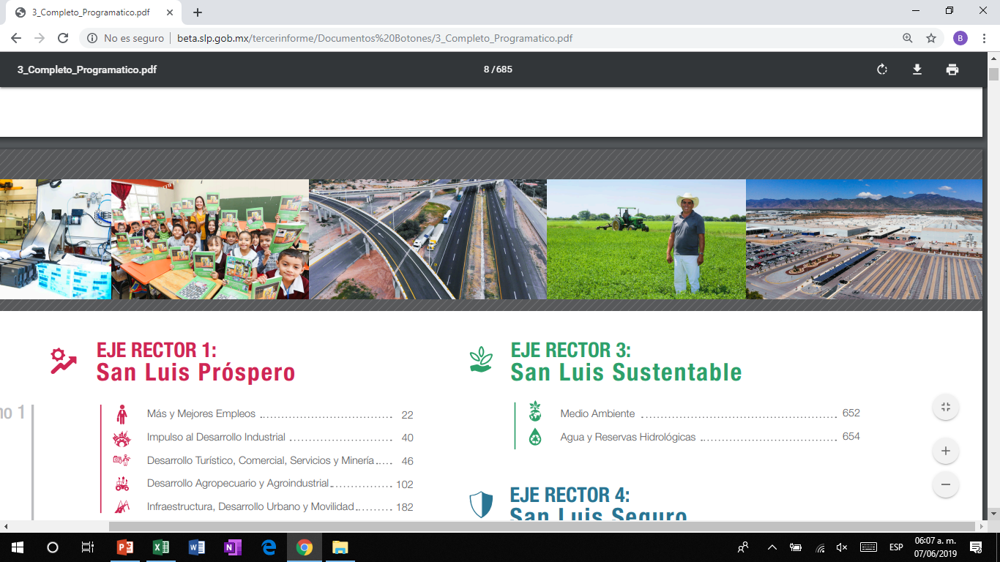 3_Completo_Programatico.pdf
No es seguro
beta.slp.gob.mx/tercerinforme/Documentos%20Botones/3_Completo_Programatico.pdf
B
3_Completo_Programatico.pdf
8 / 685
EJE RECTOR 1:
San Luis Próspero
no 1
Más y Mejores Empleos 22
Impulso al Desarrollo Industrial 40
Desarrollo Turístico, Comercial, Servicios y Minería 46
Desarrollo Agropecuario y Agroindustrial 102
Infraestructura, Desarrollo Urbano y Movilidad 182
EJE RECTOR 3:
San Luis Sustentable
Medio Ambiente 652
Agua y Reservas Hidrológicas 654
EJE RECTOR 4:
San Luis Seguro
ESP
06:07 a. m.
07/06/2019